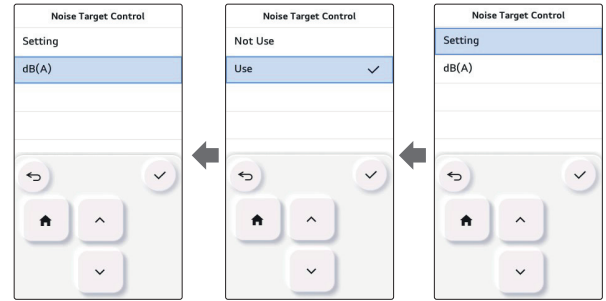 Noise Target Control
Setting
dB(A)
Noise Target Control
Not Use
Use
Noise Target Control
Setting
dB(A)